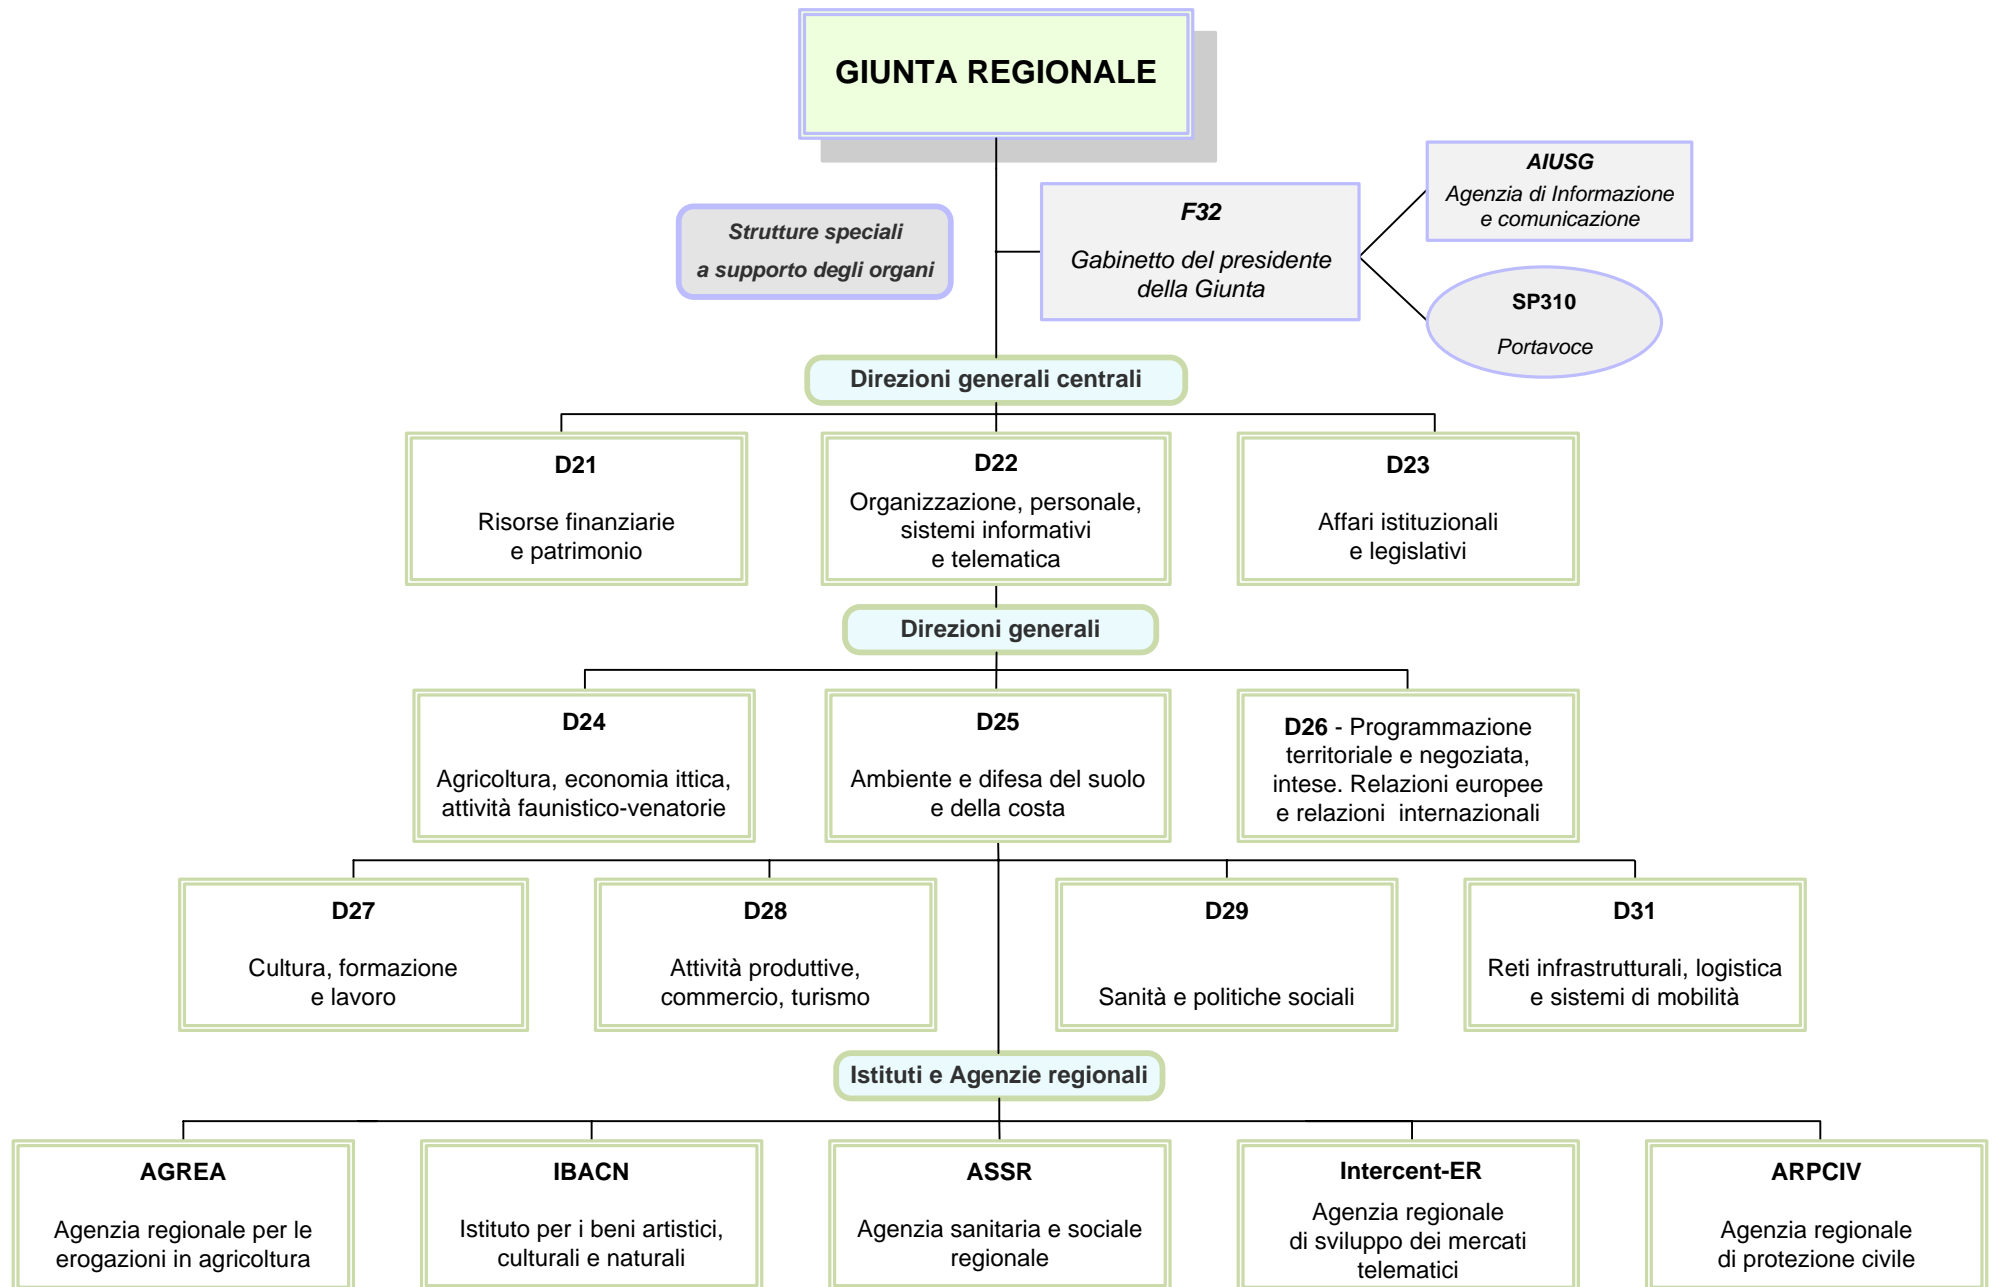 GIUNTA REGIONALE
AIUSG
Agenzia di Informazione
e comunicazione
F32
Gabinetto del presidente
della Giunta
Strutture speciali
a supporto degli organi
SP310
Portavoce
Direzioni generali centrali
D21
Risorse finanziarie
e patrimonio
D22
Organizzazione, personale,
sistemi informativi
e telematica
D23
Affari istituzionali
e legislativi
Direzioni generali
D24
Agricoltura, economia ittica,
attività faunistico-venatorie
D25
Ambiente e difesa del suolo
e della costa
D26 - Programmazione
territoriale e negoziata,
intese. Relazioni europee
e relazioni internazionali
D27
Cultura, formazione
e lavoro
D28
Attività produttive,
commercio, turismo
D29
Sanità e politiche sociali
D31
Reti infrastrutturali, logistica
e sistemi di mobilità
Istituti e Agenzie regionali
AGREA
Agenzia regionale per le
erogazioni in agricoltura
IBACN
Istituto per i beni artistici,
culturali e naturali
ASSR
Agenzia sanitaria e sociale
regionale
Intercent-ER
Agenzia regionale
di sviluppo dei mercati
telematici
ARPCIV
Agenzia regionale
di protezione civile